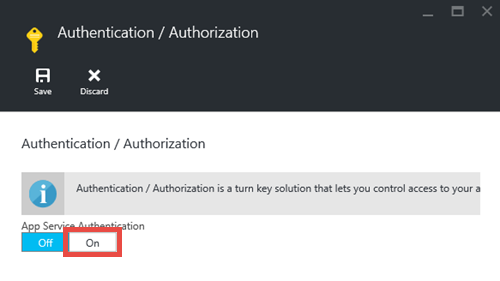 Authentication / Authorization
Save Discard
Authentication / Authorization
Authentication / Authorization is a turn key solution that lets you control access to your a
App Service Authentication
Off On